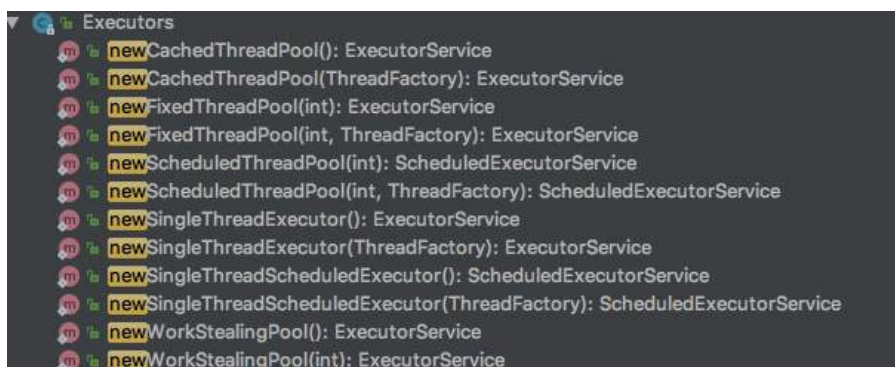 Executors
newCachedThreadPool(): ExecutorService
newCachedThreadPool(ThreadFactory): ExecutorService
newFixedThreadPool(int): ExecutorService
newFixedThreadPool(int, ThreadFactory): ExecutorService
newScheduledThreadPool(int): ScheduledExecutorService
newScheduledThreadPool(int, ThreadFactory): ScheduledExecutorService
newSingleThreadExecutor(): ExecutorService
newSingleThreadExecutor(ThreadFactory): ExecutorService
newSingleThreadScheduledExecutor(): ScheduledExecutorService
newSingleThreadScheduledExecutor(ThreadFactory): ScheduledExecutorService
newWorkStealingPool(): ExecutorService
newWorkStealingPool(int): ExecutorService